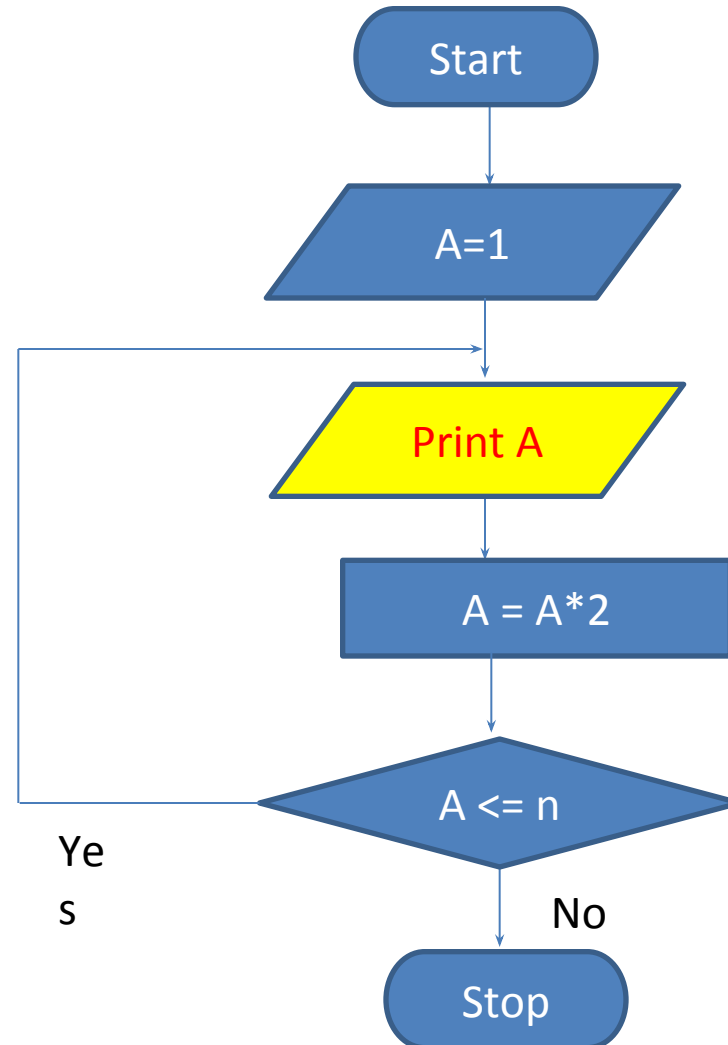 Start
A=1
Print A
A = A*2
A <= n
Ye
s
No
Stop